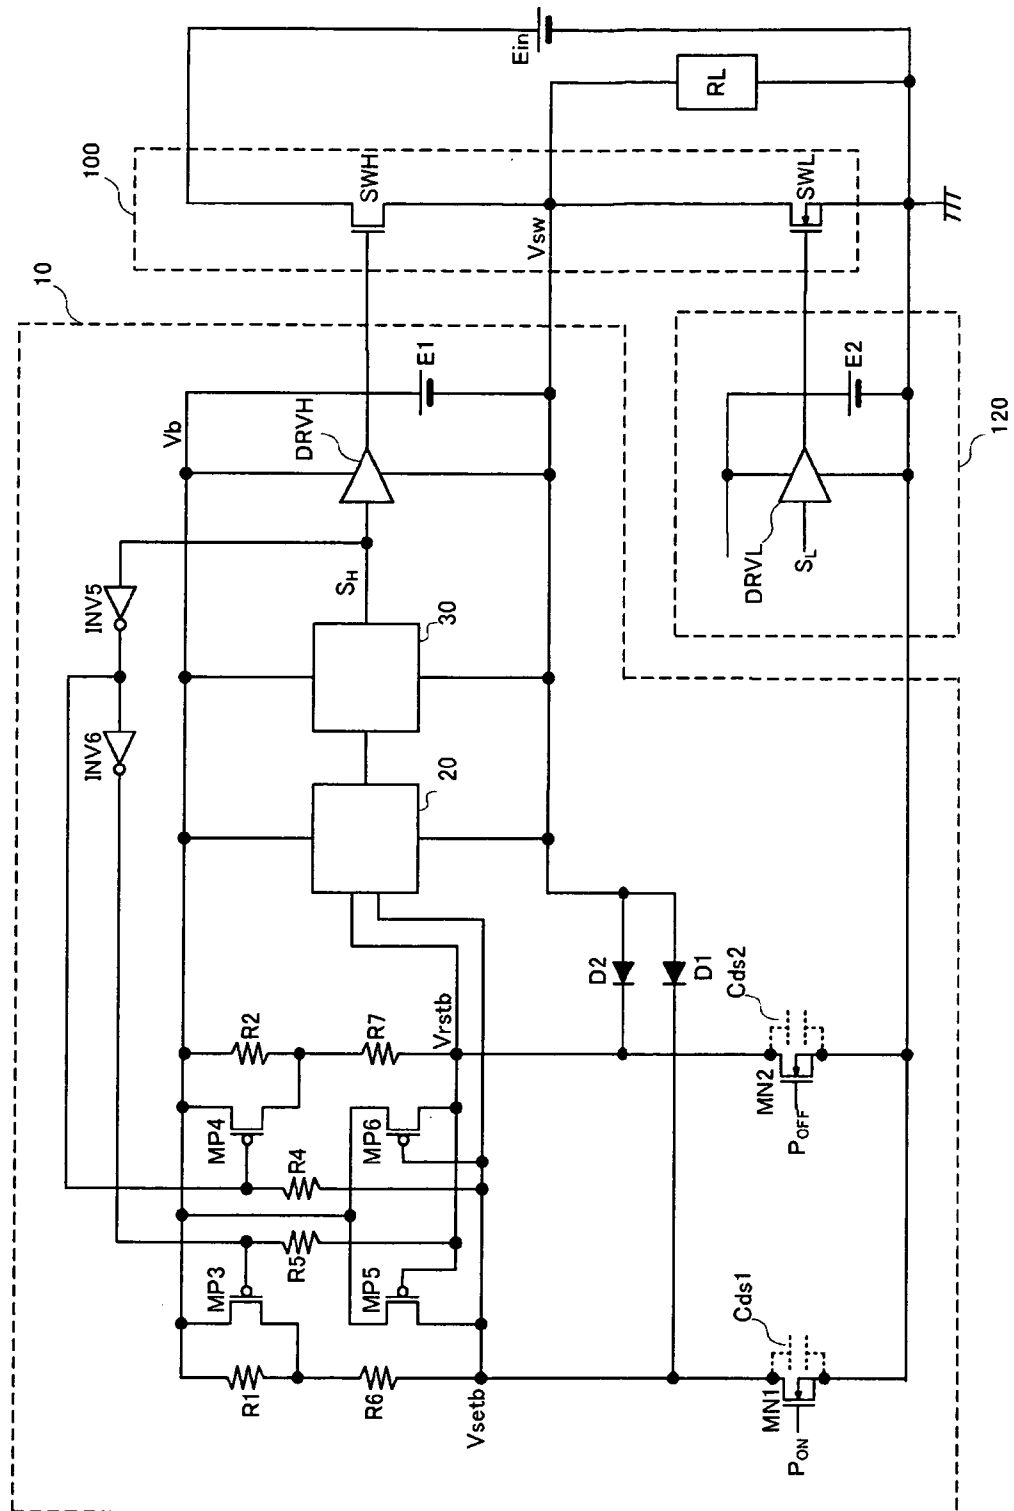 10
100
INV5
INV6
Vb
E1
DRVH
SH
30
20
SWH
Vsw
SWL
Ein
RL
R2
R7
MP4
R4
MP6
Vrstb
MP3
R5
MP5
R1
R6
Vsetb
D2
D1
Cds2
MN2
POFF
Cds1
MN1
PON
DRVL
SL
E2
120